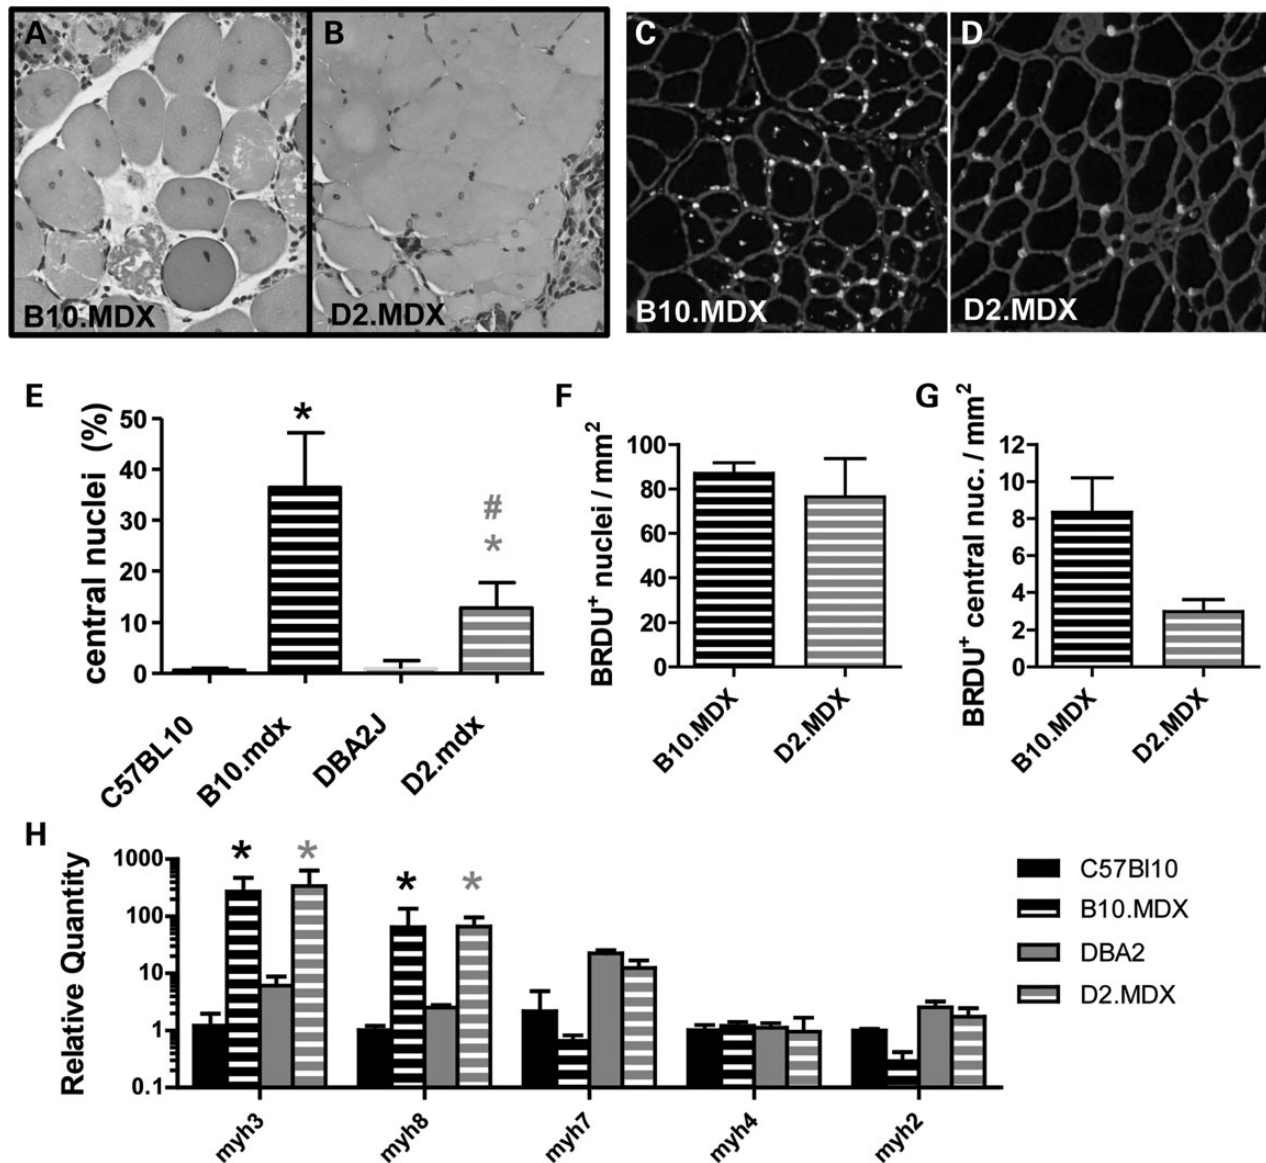 A
B
C
D
B10.MDX
D2.MDX
B10.MDX
D2.MDX
E
central nuclei (%)
50
40
30
20
10
0
*
#
*
C57BL10
B10.mdx
DBA2J
D2.mdx
F
BRDU⁺ nuclei / mm²
100
80
60
40
20
0
B10.MDX
D2.MDX
G
BRDU⁺ central nuc. / mm²
12
10
8
6
4
2
0
B10.MDX
D2.MDX
H
Relative Quantity
1000
100
10
1
0.1
*
*
*
*
myh3
myh8
myh7
myh4
myh2
C57Bl10
B10.MDX
DBA2
D2.MDX